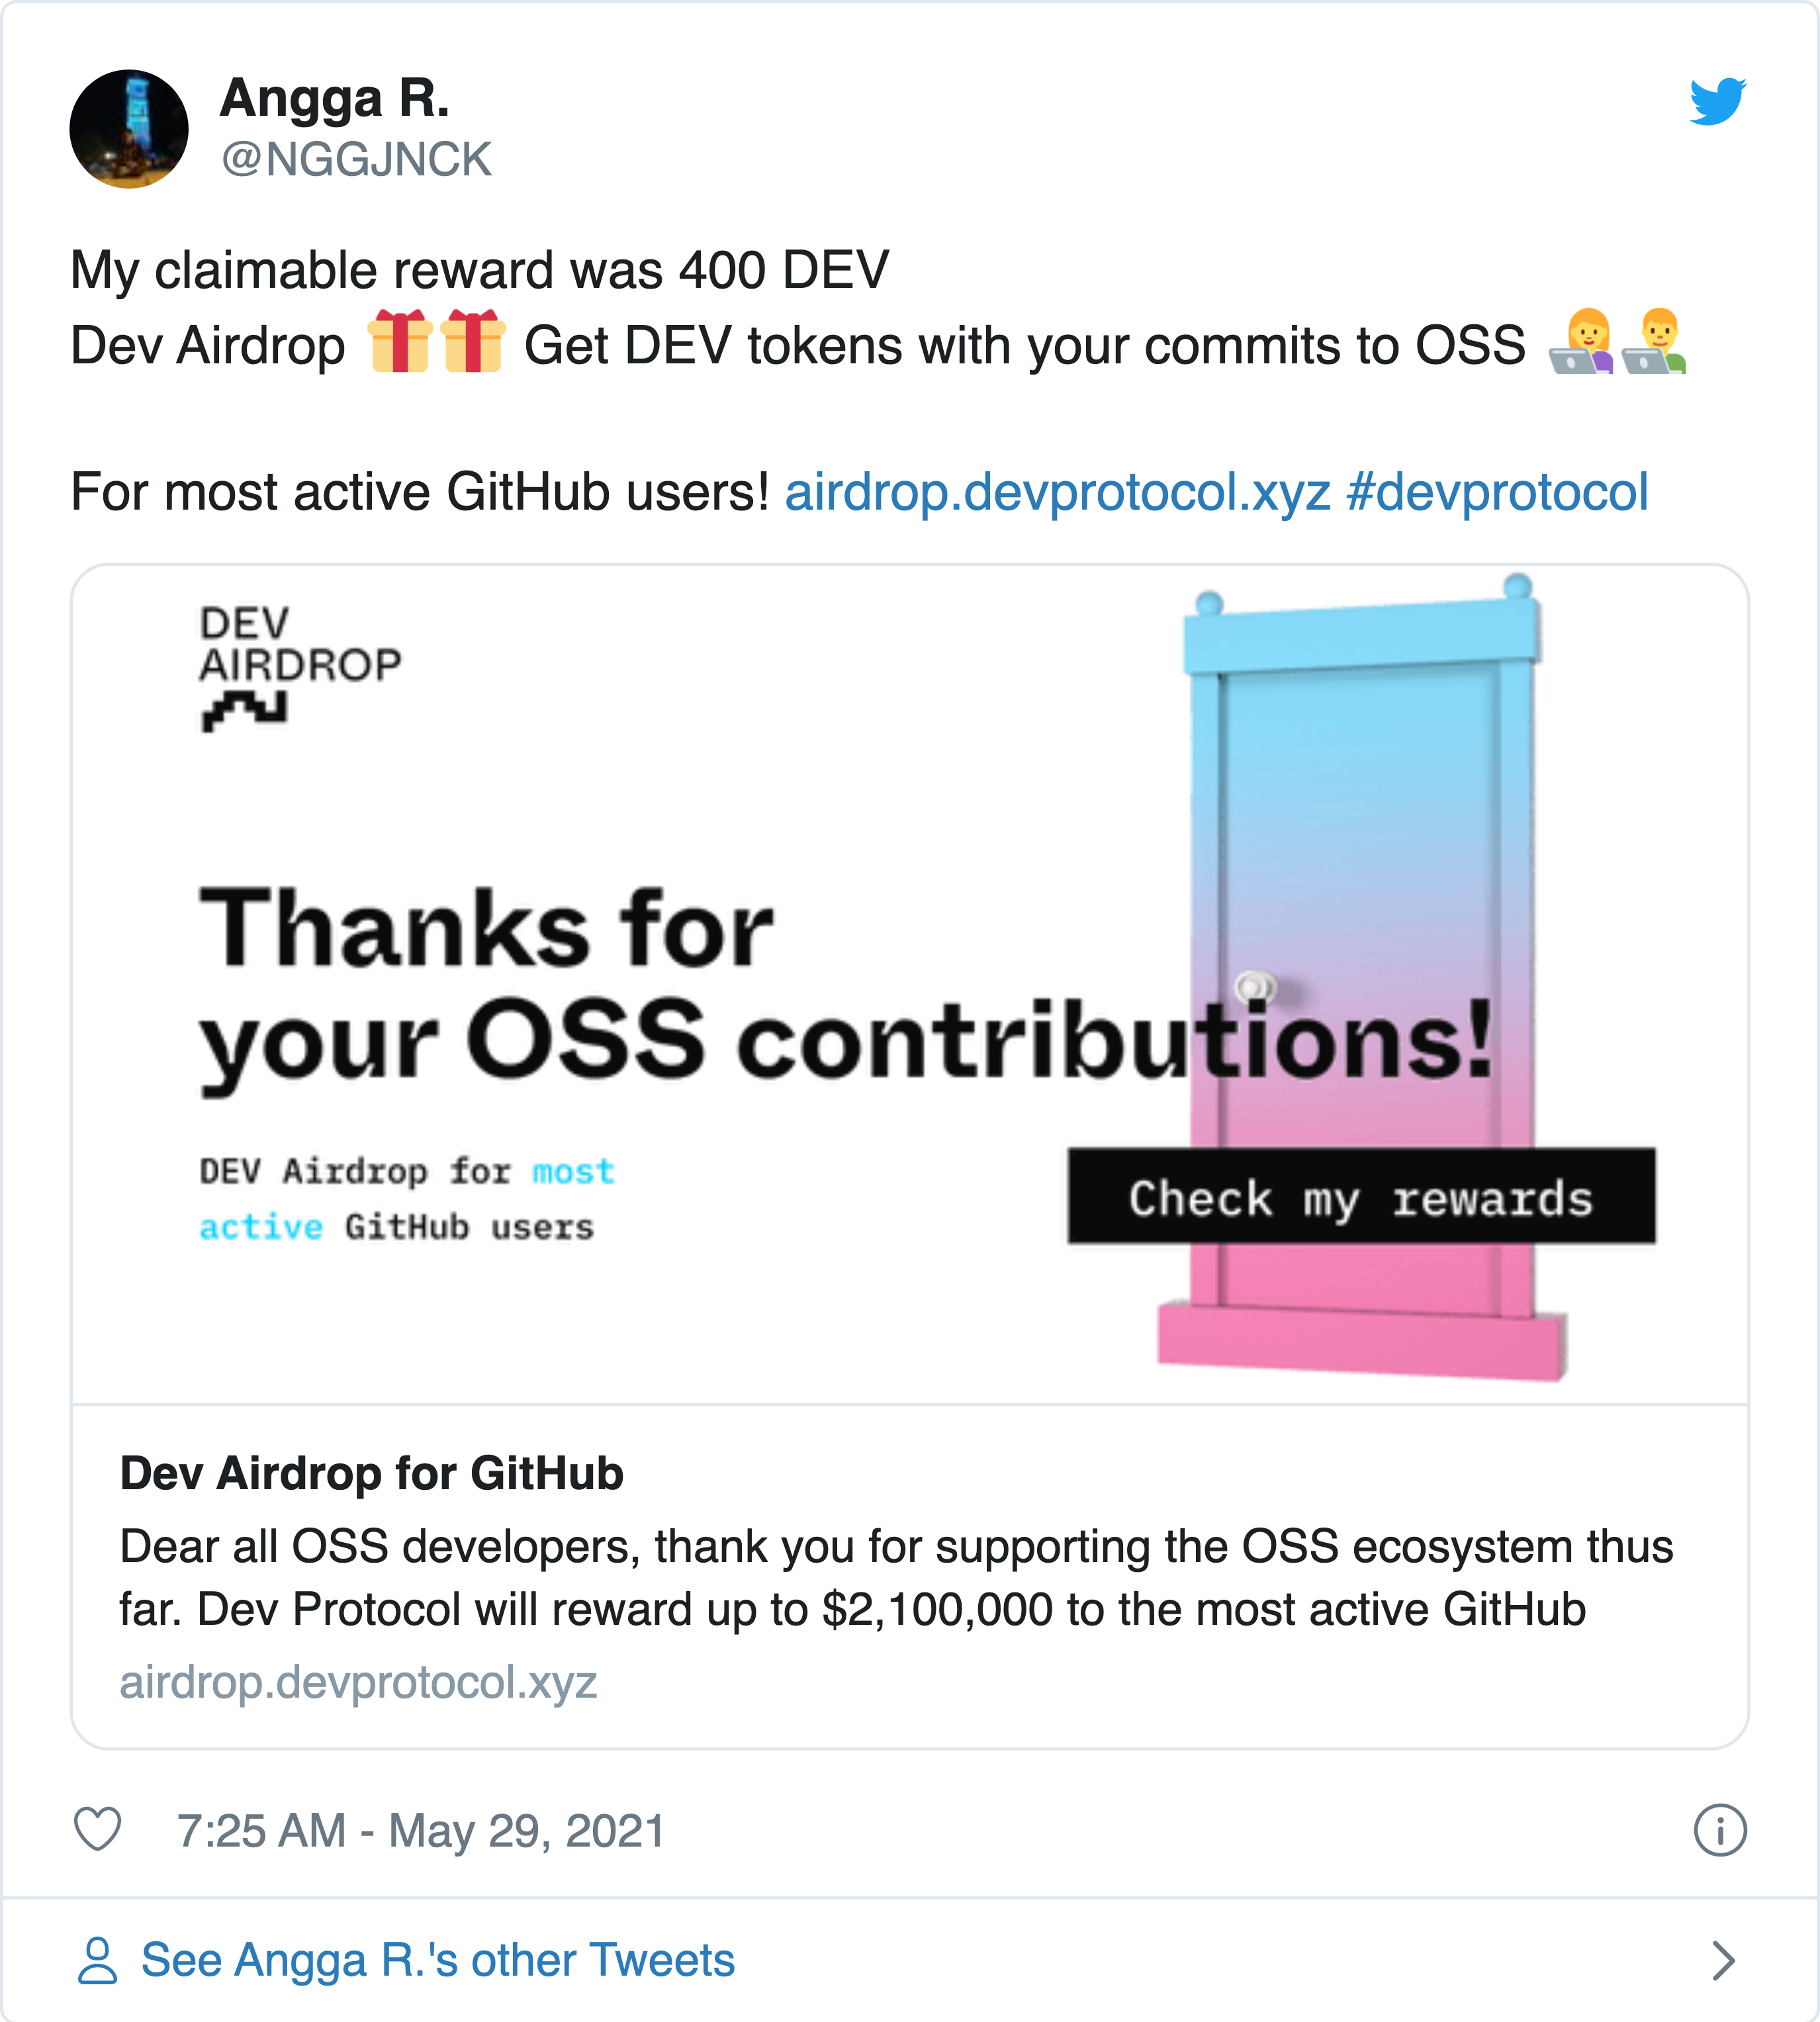 Angga R.
@NGGJNCK
My claimable reward was 400 DEV
Dev Airdrop 🎁🎁 Get DEV tokens with your commits to OSS 👩‍💻👨‍💻
For most active GitHub users! airdrop.devprotocol.xyz #devprotocol
DEV
AIRDROP
Thanks for
your OSS contributions!
DEV Airdrop for most
active GitHub users
Check my rewards
Dev Airdrop for GitHub
Dear all OSS developers, thank you for supporting the OSS ecosystem thus
far. Dev Protocol will reward up to $2,100,000 to the most active GitHub
airdrop.devprotocol.xyz
7:25 AM - May 29, 2021
See Angga R.'s other Tweets